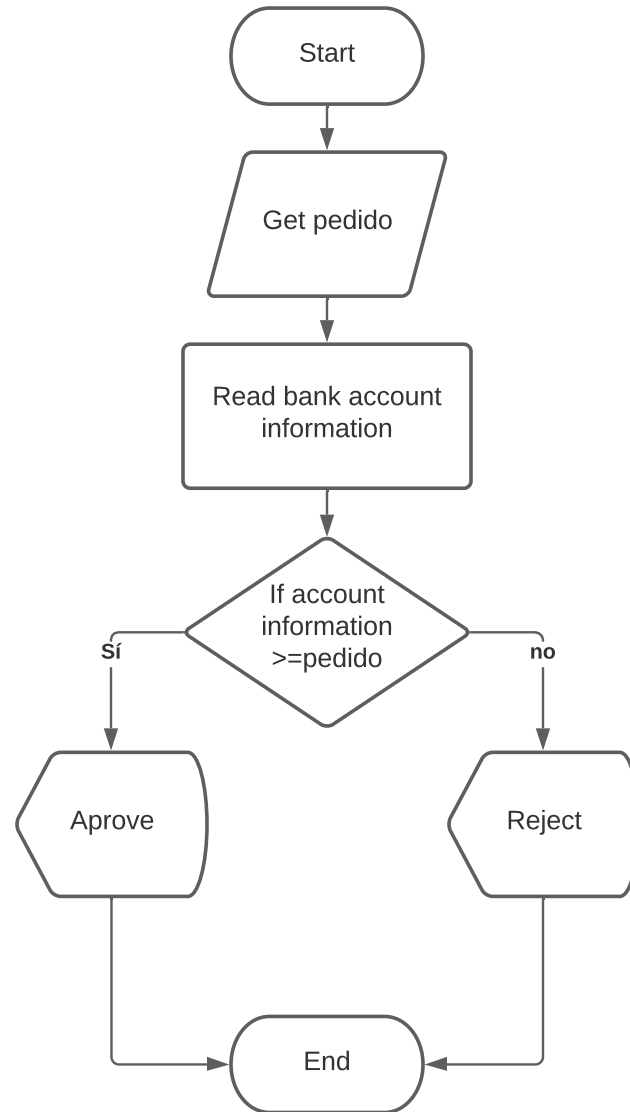 Start
Get pedido
Read bank account
information
If account
information
>=pedido
Sí
no
Aprove
Reject
End